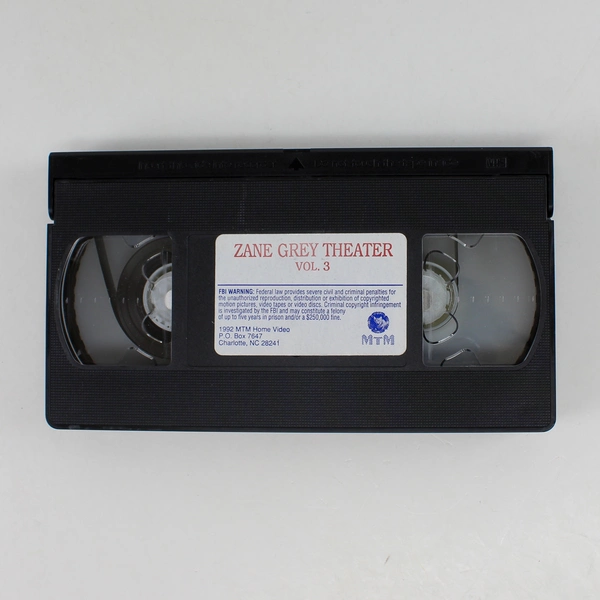 VHS
ZANE GREY THEATER
VOL. 3
FBI WARNING: Federal law provides severe civil and criminal penalties for
the unauthorized reproduction, distribution or exhibition of copyrighted
motion pictures, video tapes or video discs. Criminal copyright infringement
is investigated by the FBI and may constitute a felony
of up to five years in prison and/or a $250,000 fine.
1992 MTM Home Video
P.O. Box 7647
Charlotte, NC 28241
MTM